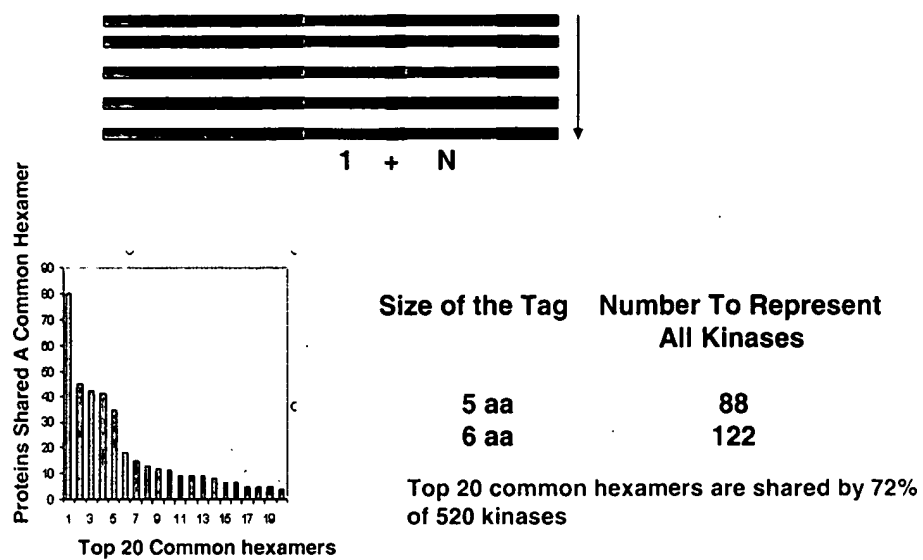 1 + N
Proteins Shared A Common Hexamer
90
80
70
60
50
40
30
20
10
0
1 3 5 7 9 11 13 15 17 19
Top 20 Common hexamers
Size of the Tag Number To Represent
All Kinases
5 aa 88
6 aa 122
Top 20 common hexamers are shared by 72%
of 520 kinases